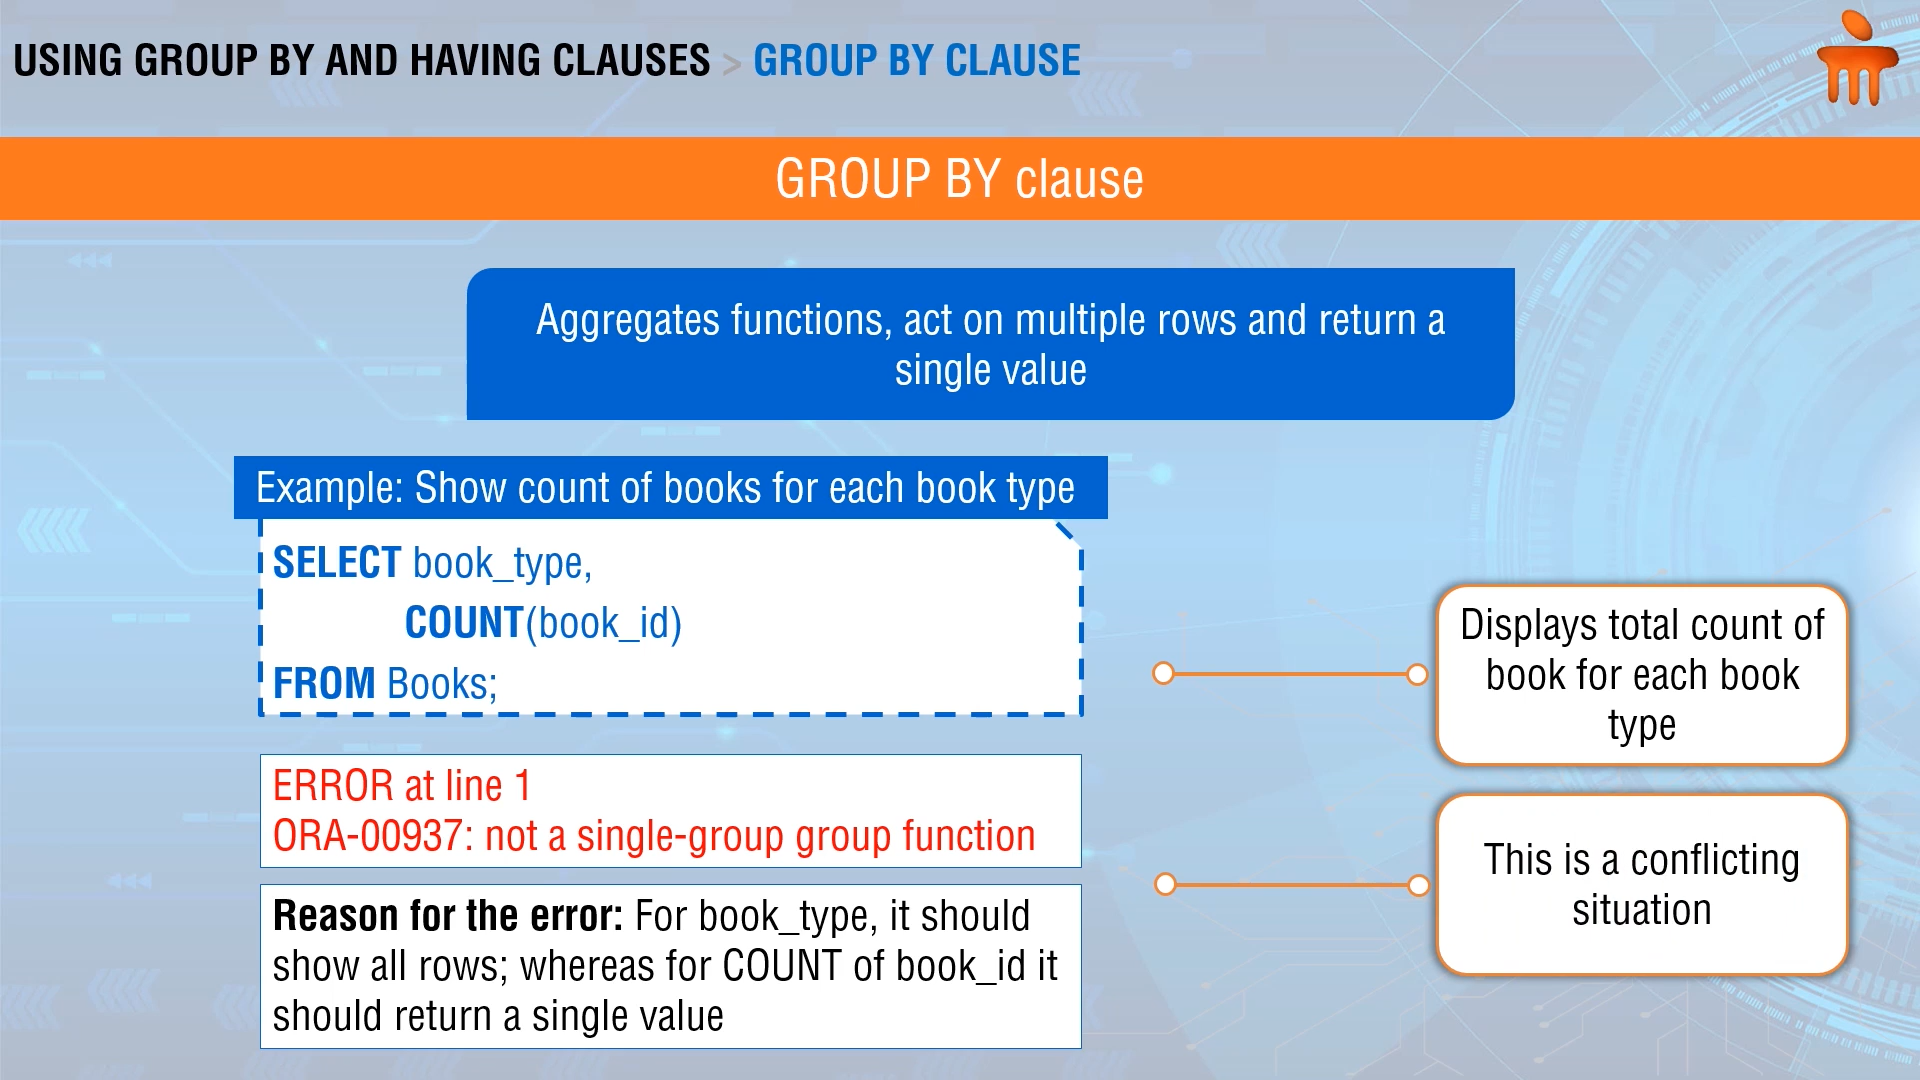 USING GROUP BY AND HAVING CLAUSES > GROUP BY CLAUSE
GROUP BY clause
Aggregates functions, act on multiple rows and return a
single value
Example: Show count of books for each book type
SELECT book_type,
COUNT(book_id)
FROM Books;
Displays total count of
book for each book
type
ERROR at line 1
ORA-00937: not a single-group group function
This is a conflicting
situation
Reason for the error: For book_type, it should
show all rows; whereas for COUNT of book_id it
should return a single value